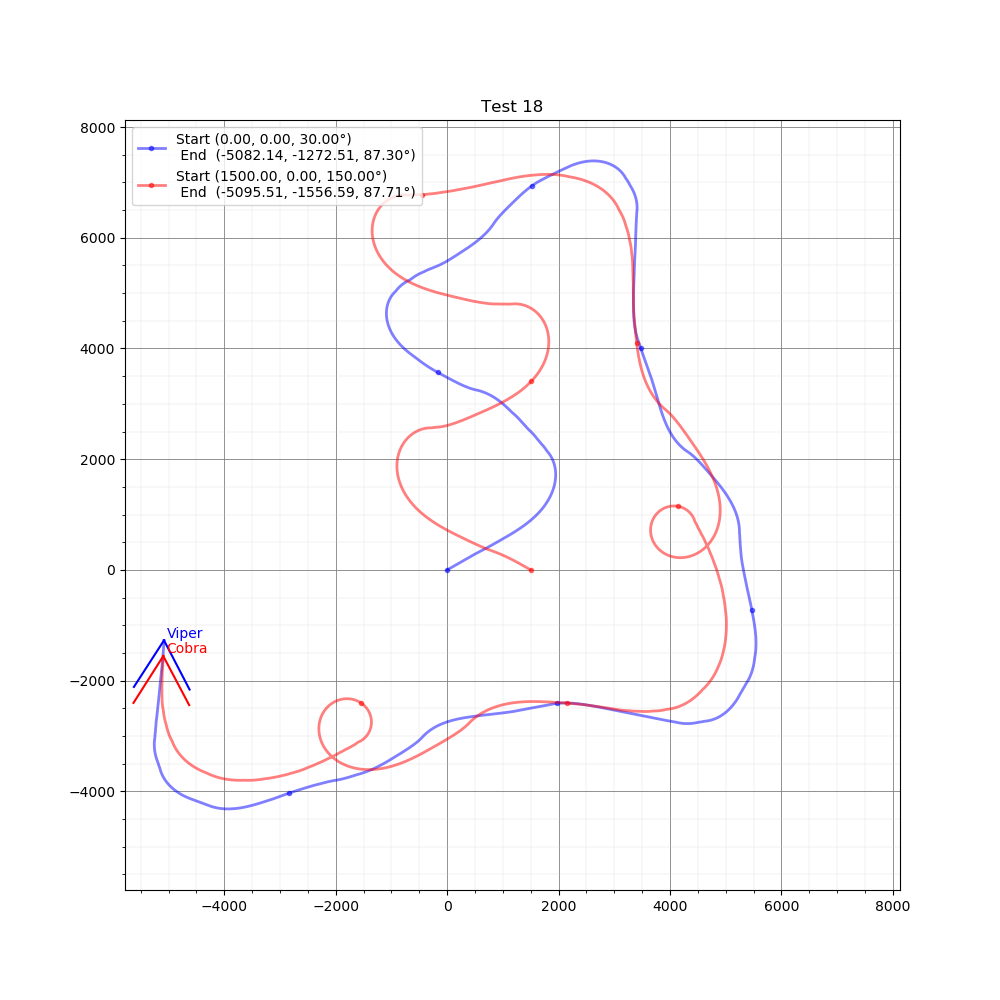 Test 18
Start (0.00, 0.00, 30.00°)
End (-5082.14, -1272.51, 87.30°)
Start (1500.00, 0.00, 150.00°)
End (-5095.51, -1556.59, 87.71°)
8000
6000
4000
2000
0
−2000
−4000
Viper
Cobra
−4000 −2000 0 2000 4000 6000 8000